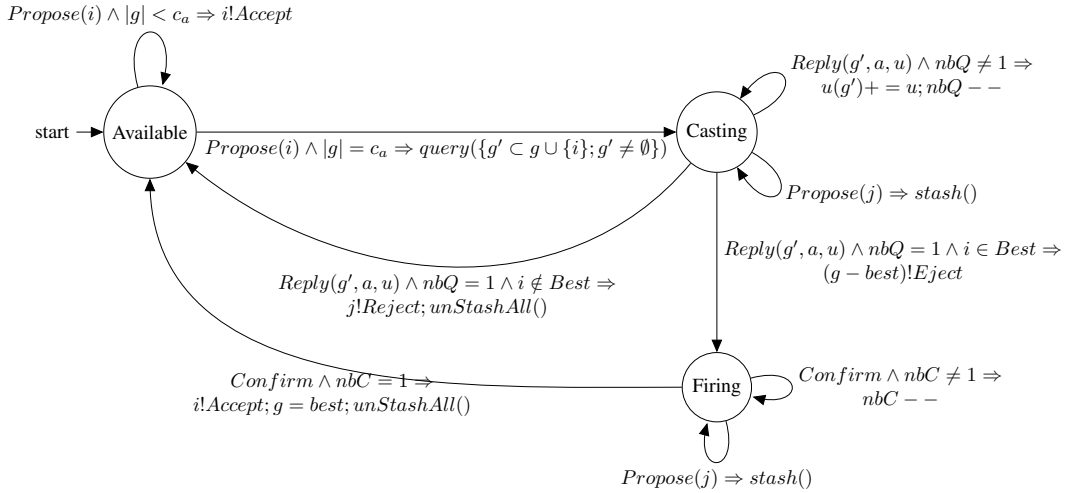 Propose(i) ∧ |g| < c_a ⇒ i!Accept
Reply(g′, a, u) ∧ nbQ ≠ 1 ⇒
u(g′)+ = u; nbQ − −
start
Available
Casting
Propose(i) ∧ |g| = c_a ⇒ query({g′ ⊂ g ∪ {i}; g′ ≠ ∅})
Propose(j) ⇒ stash()
Reply(g′, a, u) ∧ nbQ = 1 ∧ i ∈ Best ⇒
(g − best)!Eject
Reply(g′, a, u) ∧ nbQ = 1 ∧ i ∉ Best ⇒
j!Reject; unStashAll()
Confirm ∧ nbC = 1 ⇒
i!Accept; g = best; unStashAll()
Firing
Confirm ∧ nbC ≠ 1 ⇒
nbC − −
Propose(j) ⇒ stash()